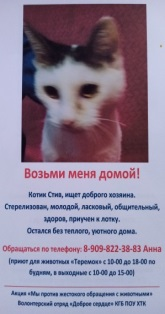 Возьми меня домой!
Котик Стив, ищет доброго хозяина.
Стерелизован, молодой, ласковый, общительный,
здоров, приучен к лотку.
Остался без теплого, уютного дома.
Обращаться по телефону: 8-909-822-38-83 Анна
(приют для животных «Теремок» с 10-00 до 18-00 по
будням, в выходные с 10-00 до 15-00)
Акция «Мы против жестокого обращения с животными»
Волонтерский отряд «Доброе сердце» КГБ ПОУ ХТК